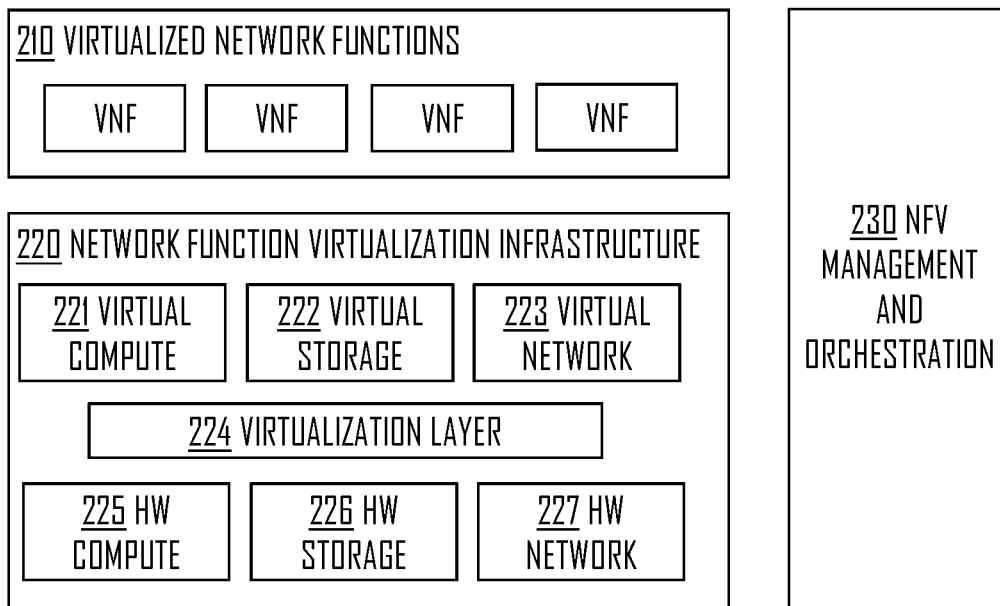 210 VIRTUALIZED NETWORK FUNCTIONS
VNF
VNF
VNF
VNF
220 NETWORK FUNCTION VIRTUALIZATION INFRASTRUCTURE
221 VIRTUAL
COMPUTE
222 VIRTUAL
STORAGE
223 VIRTUAL
NETWORK
224 VIRTUALIZATION LAYER
225 HW
COMPUTE
226 HW
STORAGE
227 HW
NETWORK
230 NFV
MANAGEMENT
AND
ORCHESTRATION